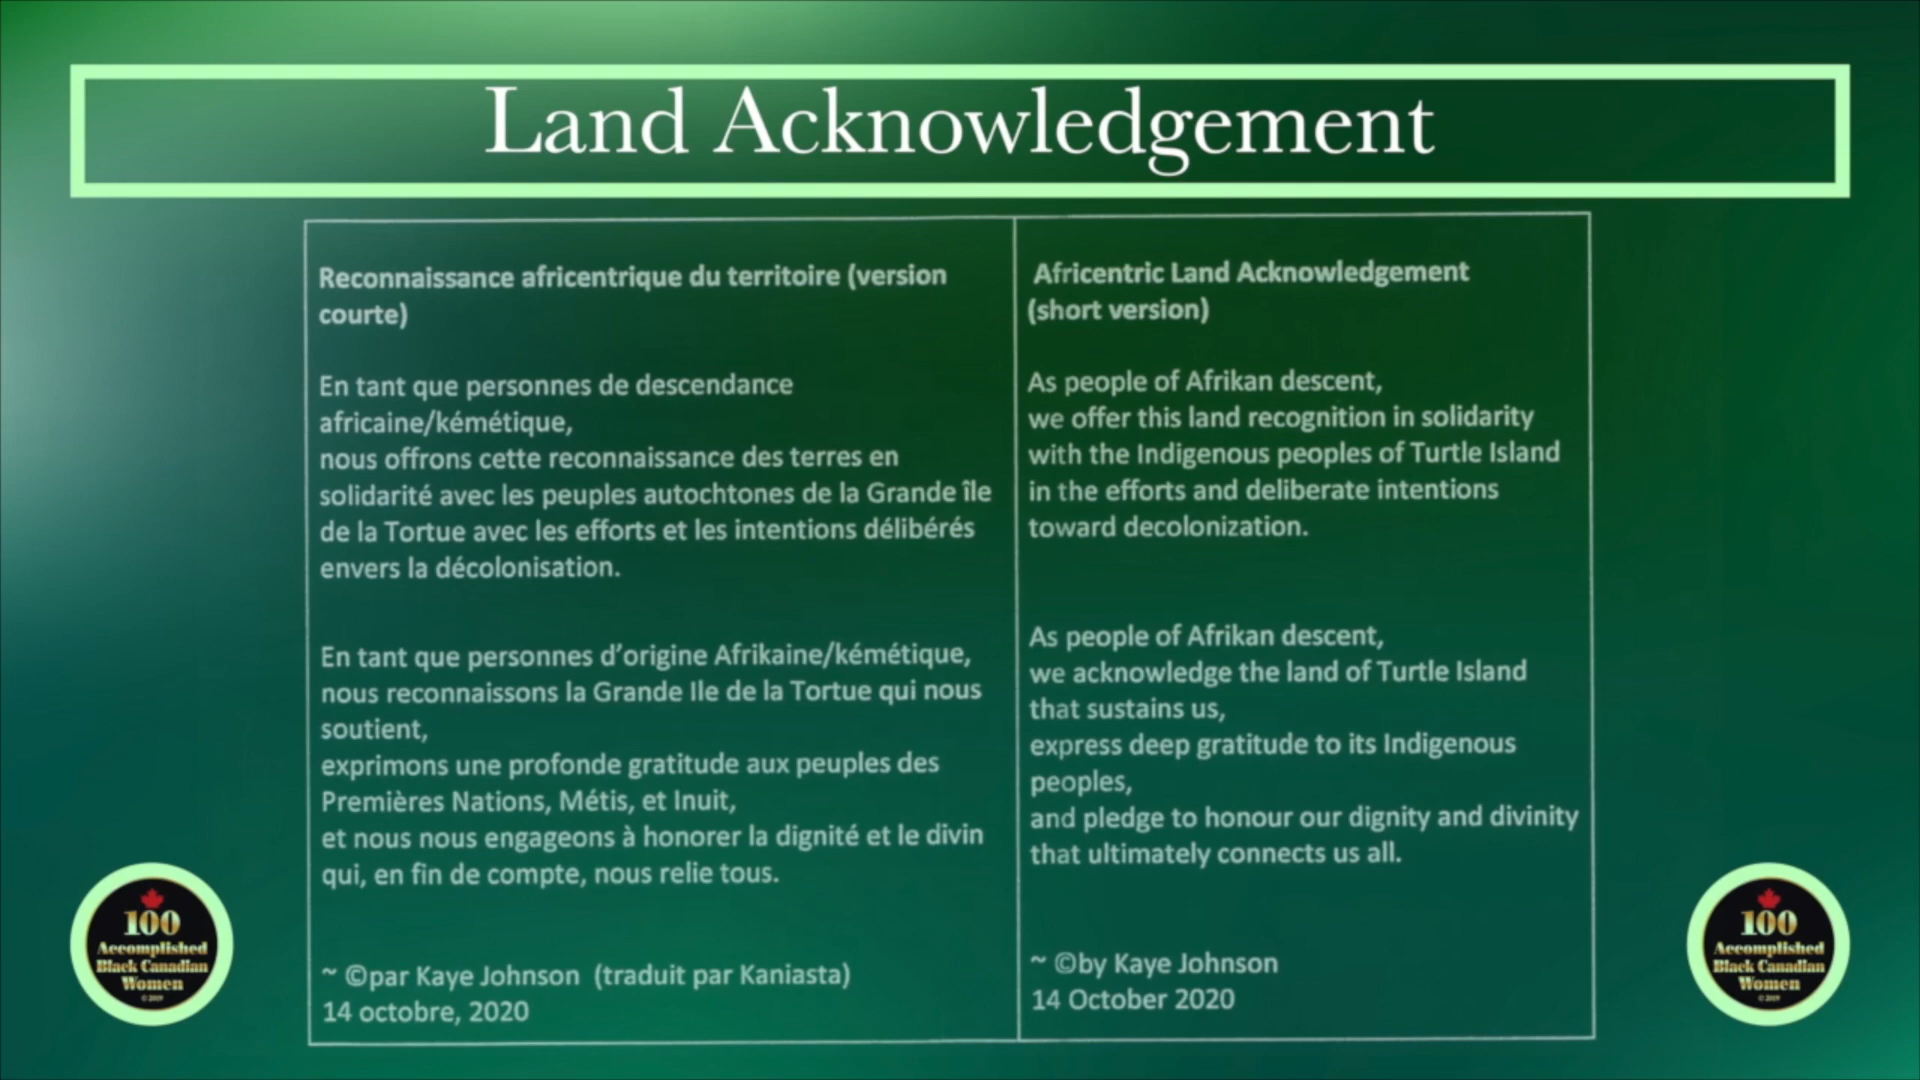 Land Acknowledgement
Reconnaissance africentrique du territoire (version
courte)
En tant que personnes de descendance
africaine/kémétique,
nous offrons cette reconnaissance des terres en
solidarité avec les peuples autochtones de la Grande île
de la Tortue avec les efforts et les intentions délibérés
envers la décolonisation.
En tant que personnes d'origine Afrikaine/kémétique,
nous reconnaissons la Grande Ile de la Tortue qui nous
soutient,
exprimons une profonde gratitude aux peuples des
Premières Nations, Métis, et Inuit,
et nous nous engageons à honorer la dignité et le divin
qui, en fin de compte, nous relie tous.
~ ©par Kaye Johnson (traduit par Kaniasta)
14 octobre, 2020
Africentric Land Acknowledgement
(short version)
As people of Afrikan descent,
we offer this land recognition in solidarity
with the Indigenous peoples of Turtle Island
in the efforts and deliberate intentions
toward decolonization.
As people of Afrikan descent,
we acknowledge the land of Turtle Island
that sustains us,
express deep gratitude to its Indigenous
peoples,
and pledge to honour our dignity and divinity
that ultimately connects us all.
~ ©by Kaye Johnson
14 October 2020
100
Accomplished
Black Canadian
Women
© 2019
100
Accomplished
Black Canadian
Women
© 2019